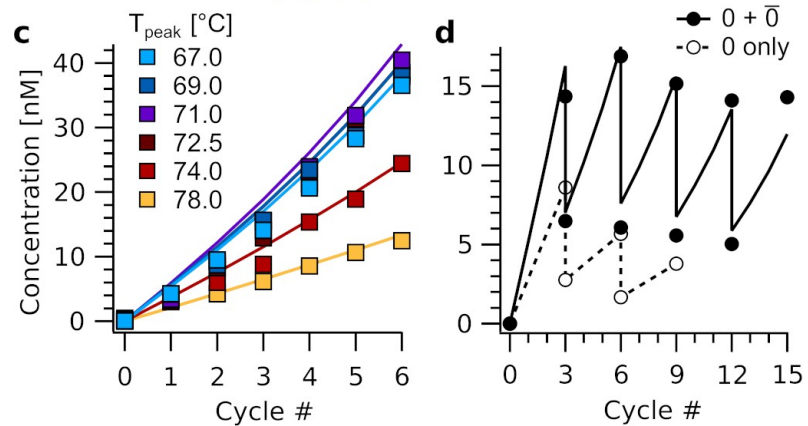 c
T_peak [°C]
67.0
69.0
71.0
72.5
74.0
78.0
Concentration [nM]
40
30
20
10
0
0 1 2 3 4 5 6
Cycle #
d
0 + 0̅
0 only
15
10
5
0
0 3 6 9 12 15
Cycle #